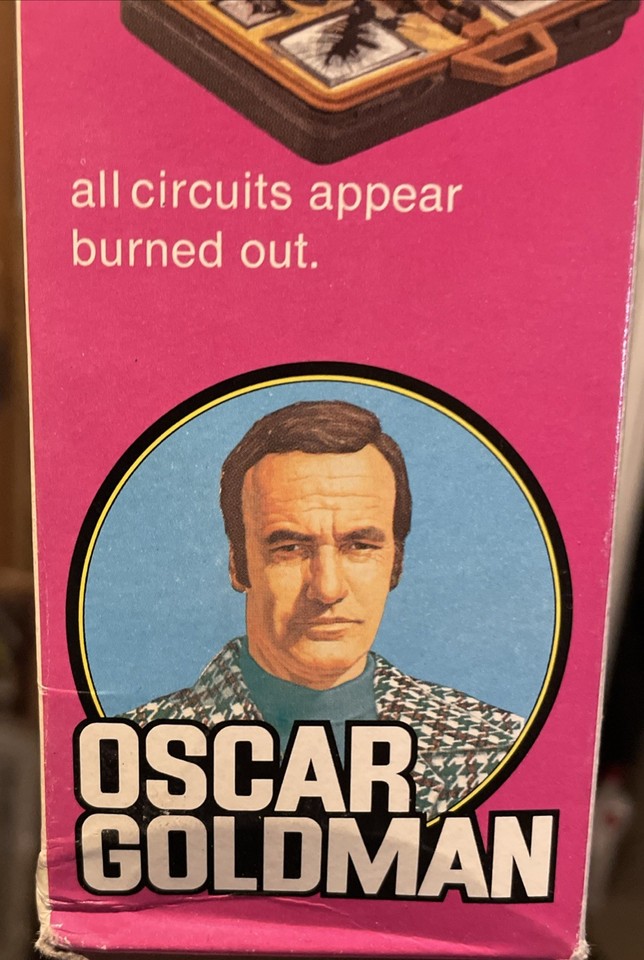 all circuits appear
burned out.
OSCAR
GOLDMAN